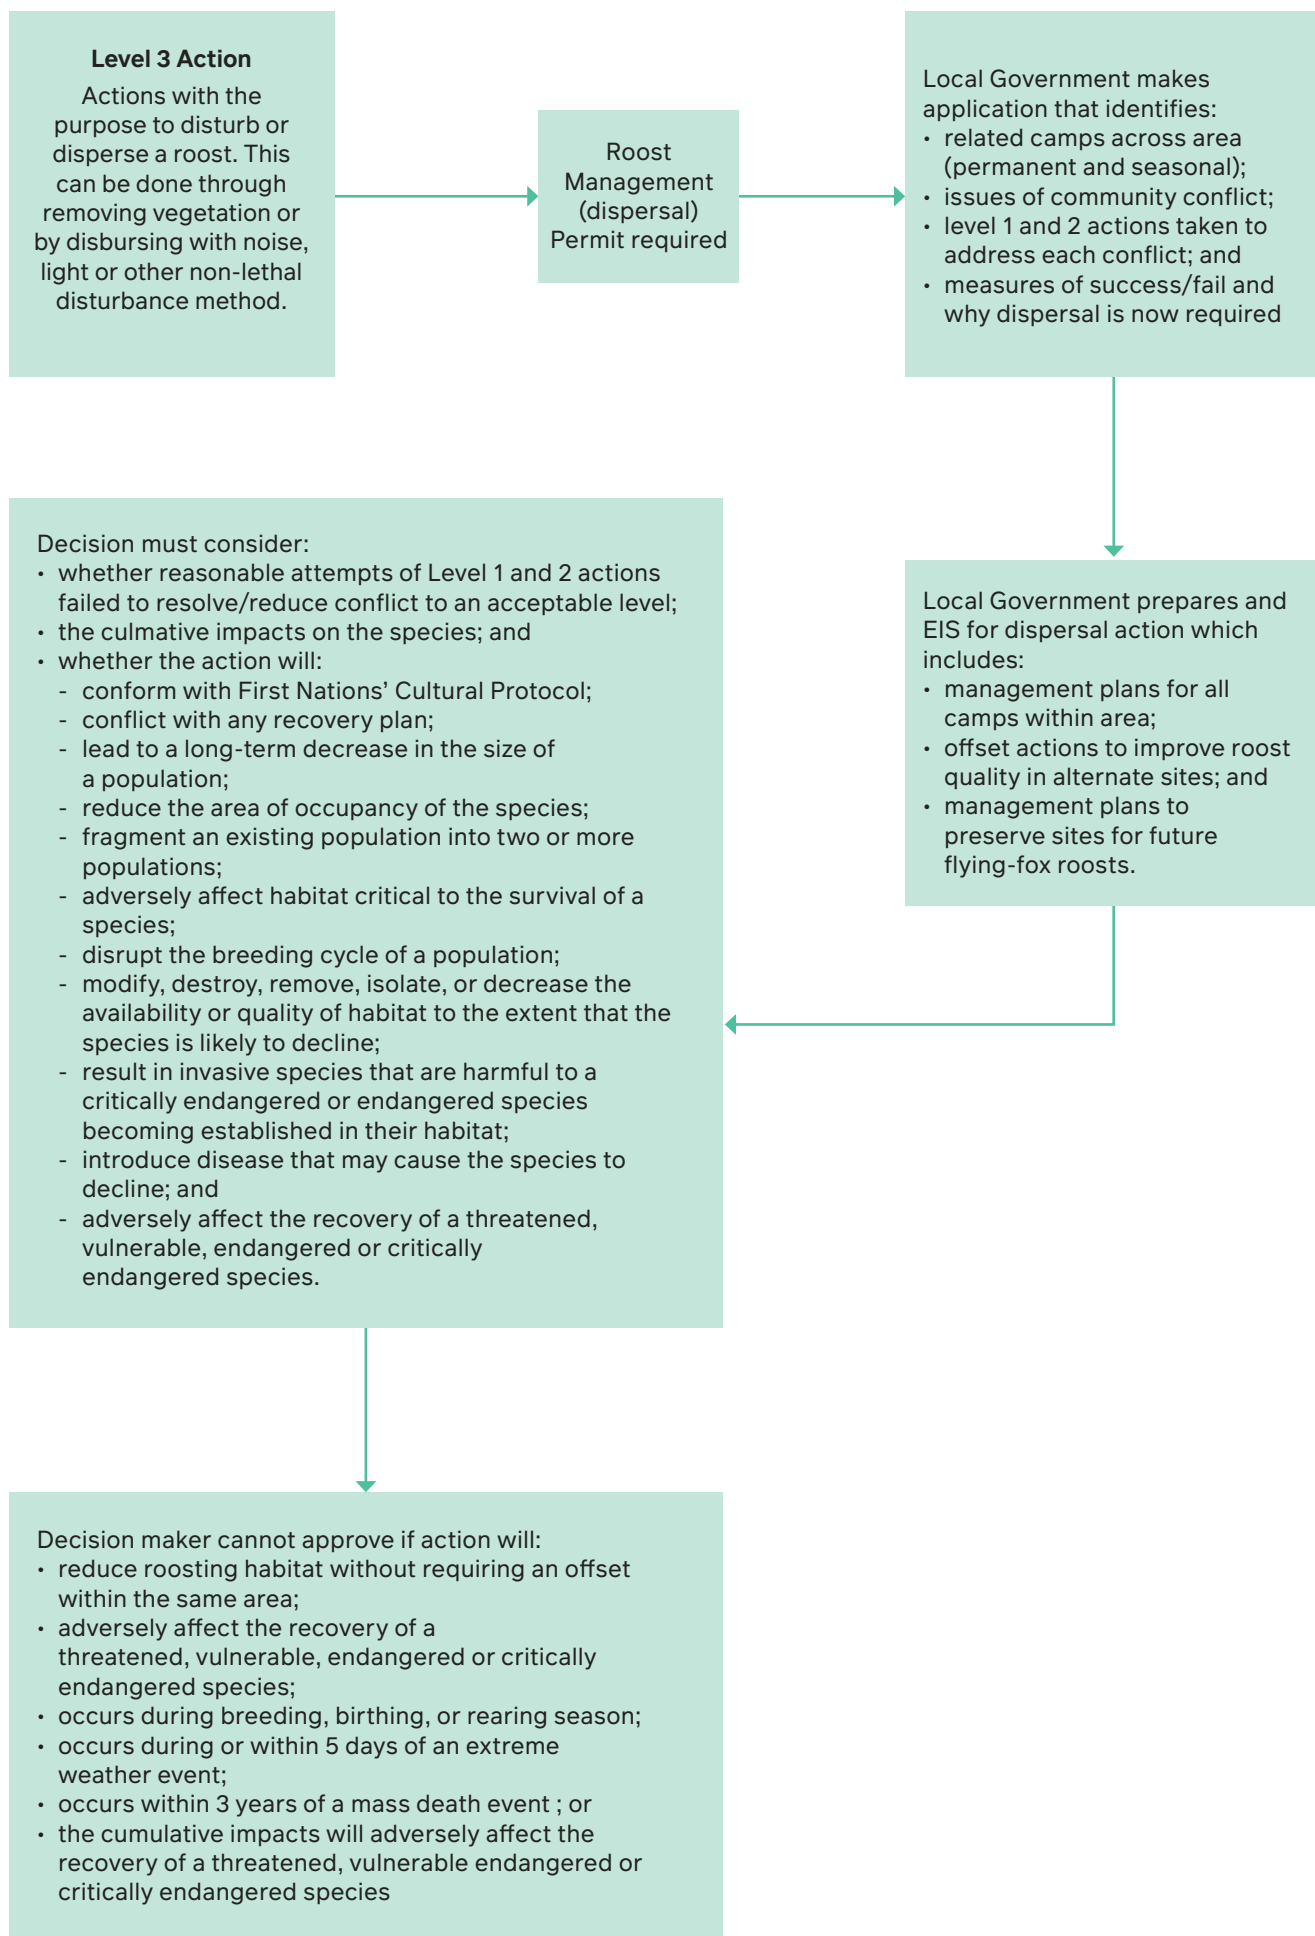 Level 3 Action
Actions with the
purpose to disturb or
disperse a roost. This
can be done through
removing vegetation or
by disbursing with noise,
light or other non-lethal
disturbance method.
Roost
Management
(dispersal)
Permit required
Local Government makes
application that identifies:
• related camps across area
(permanent and seasonal);
• issues of community conflict;
• level 1 and 2 actions taken to
address each conflict; and
• measures of success/fail and
why dispersal is now required
Local Government prepares and
EIS for dispersal action which
includes:
• management plans for all
camps within area;
• offset actions to improve roost
quality in alternate sites; and
• management plans to
preserve sites for future
flying-fox roosts.
Decision must consider:
• whether reasonable attempts of Level 1 and 2 actions
failed to resolve/reduce conflict to an acceptable level;
• the culmative impacts on the species; and
• whether the action will:
- conform with First Nations’ Cultural Protocol;
- conflict with any recovery plan;
- lead to a long-term decrease in the size of
a population;
- reduce the area of occupancy of the species;
- fragment an existing population into two or more
populations;
- adversely affect habitat critical to the survival of a
species;
- disrupt the breeding cycle of a population;
- modify, destroy, remove, isolate, or decrease the
availability or quality of habitat to the extent that the
species is likely to decline;
- result in invasive species that are harmful to a
critically endangered or endangered species
becoming established in their habitat;
- introduce disease that may cause the species to
decline; and
- adversely affect the recovery of a threatened,
vulnerable, endangered or critically
endangered species.
Decision maker cannot approve if action will:
• reduce roosting habitat without requiring an offset
within the same area;
• adversely affect the recovery of a
threatened, vulnerable, endangered or critically
endangered species;
• occurs during breeding, birthing, or rearing season;
• occurs during or within 5 days of an extreme
weather event;
• occurs within 3 years of a mass death event ; or
• the cumulative impacts will adversely affect the
recovery of a threatened, vulnerable endangered or
critically endangered species